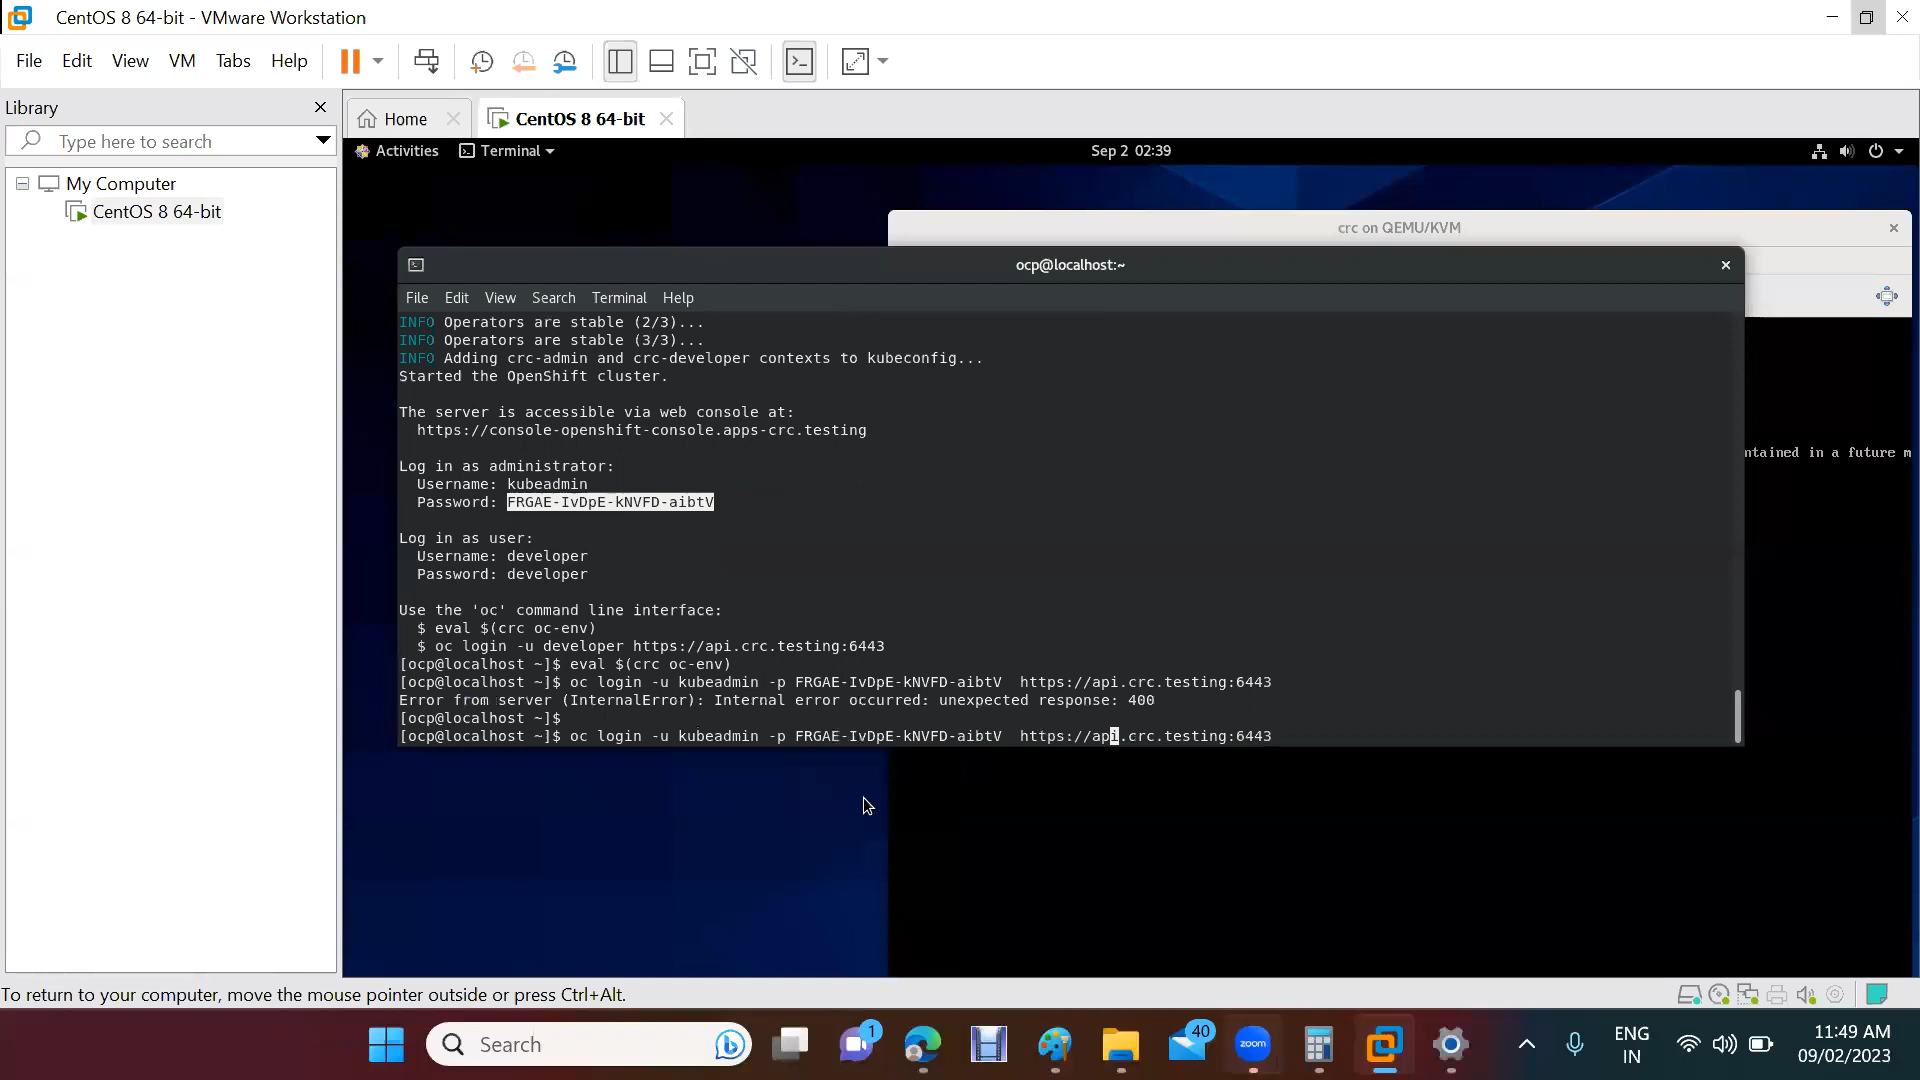 CentOS 8 64-bit - VMware Workstation
File Edit View VM Tabs Help
Library
Type here to search
My Computer
CentOS 8 64-bit
Home
CentOS 8 64-bit
Activities Terminal
Sep 2 02:39
crc on QEMU/KVM
ocp@localhost:~
File Edit View Search Terminal Help
INFO Operators are stable (2/3)...
INFO Operators are stable (3/3)...
INFO Adding crc-admin and crc-developer contexts to kubeconfig...
Started the OpenShift cluster.
The server is accessible via web console at:
https://console-openshift-console.apps-crc.testing
ntained in a future m
Log in as administrator:
Username: kubeadmin
Password: FRGAE-IvDpE-kNVFD-aibtV
Log in as user:
Username: developer
Password: developer
Use the 'oc' command line interface:
$ eval $(crc oc-env)
$ oc login -u developer https://api.crc.testing:6443
[ocp@localhost ~]$ eval $(crc oc-env)
[ocp@localhost ~]$ oc login -u kubeadmin -p FRGAE-IvDpE-kNVFD-aibtV  https://api.crc.testing:6443
Error from server (InternalError): Internal error occurred: unexpected response: 400
[ocp@localhost ~]$
[ocp@localhost ~]$ oc login -u kubeadmin -p FRGAE-IvDpE-kNVFD-aibtV  https://api.crc.testing:6443
To return to your computer, move the mouse pointer outside or press Ctrl+Alt.
Search
1
40
zoom
ENG
IN
11:49 AM
09/02/2023